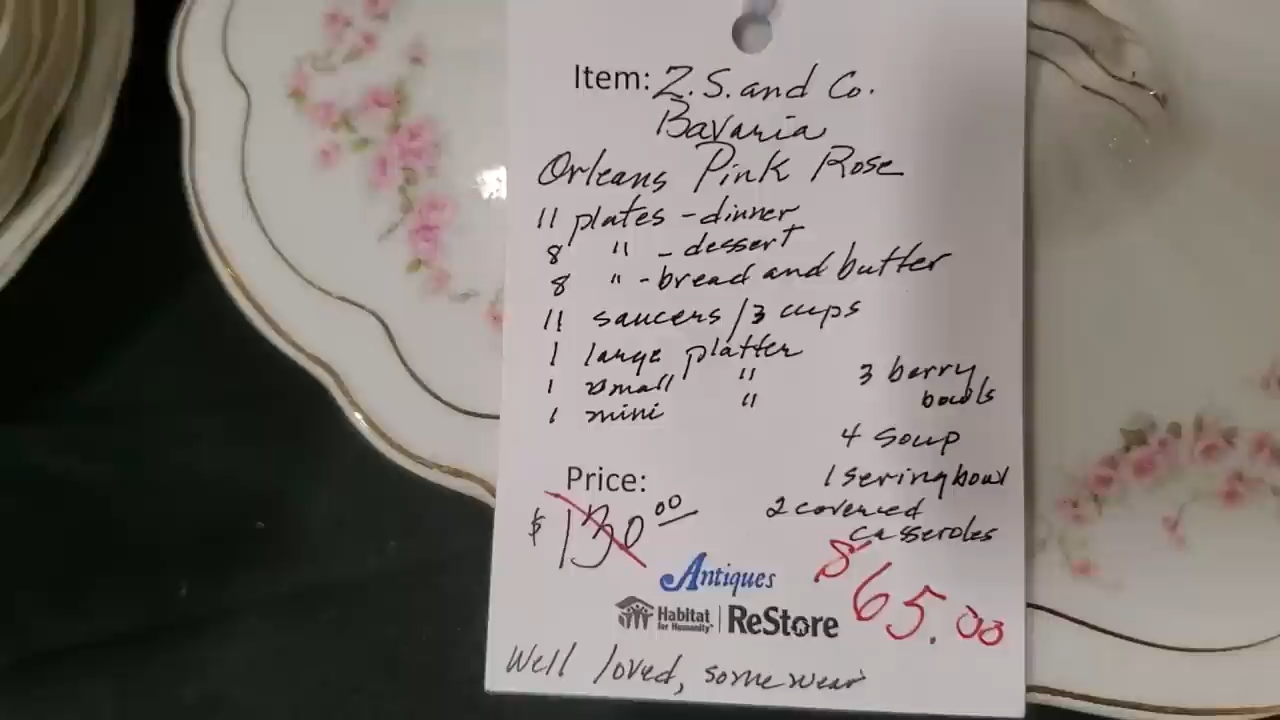 Item: Z.S. and Co.
Bavaria
Orleans Pink Rose
11 plates - dinner
8 " - dessert
8 " - bread and butter
11 saucers / 3 cups
1 large platter
1 small "
1 mini "
3 berry
bowls
4 soup
1 sering bowl
2 covered
casseroles
Price:
$130.00
$65.00
Antiques
Habitat for Humanity | ReStore
Well loved, some wear